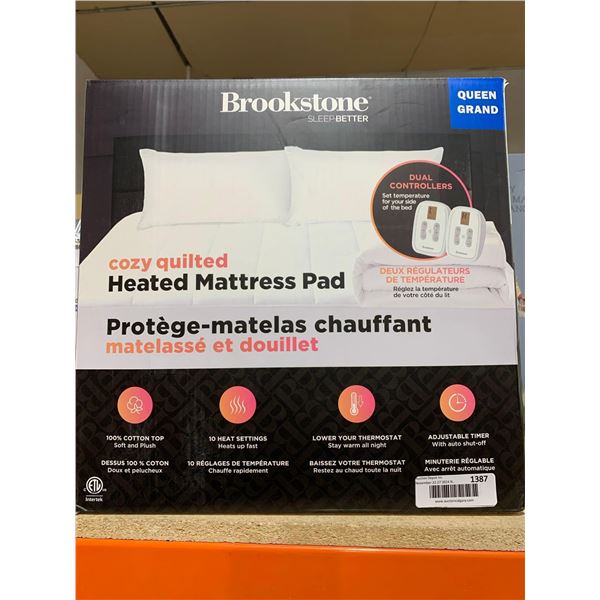 Brookstone®
SLEEP BETTER
QUEEN
GRAND
DUAL
CONTROLLERS
Set temperature
for your side
of the bed
DEUX RÉGULATEURS
DE TEMPÉRATURE
Réglez la température
de votre côté du lit
cozy quilted
Heated Mattress Pad
Protège-matelas chauffant
matelassé et douillet
100% COTTON TOP
Soft and Plush
DESSUS 100 % COTON
Doux et pelucheux
10 HEAT SETTINGS
Heats up fast
10 RÉGLAGES DE TEMPÉRATURE
Chauffe rapidement
LOWER YOUR THERMOSTAT
Stay warm all night
BAISSEZ VOTRE THERMOSTAT
Restez au chaud toute la nuit
ADJUSTABLE TIMER
With auto shut-off
MINUTERIE RÉGLABLE
Avec arrêt automatique
ETL
Intertek
1387